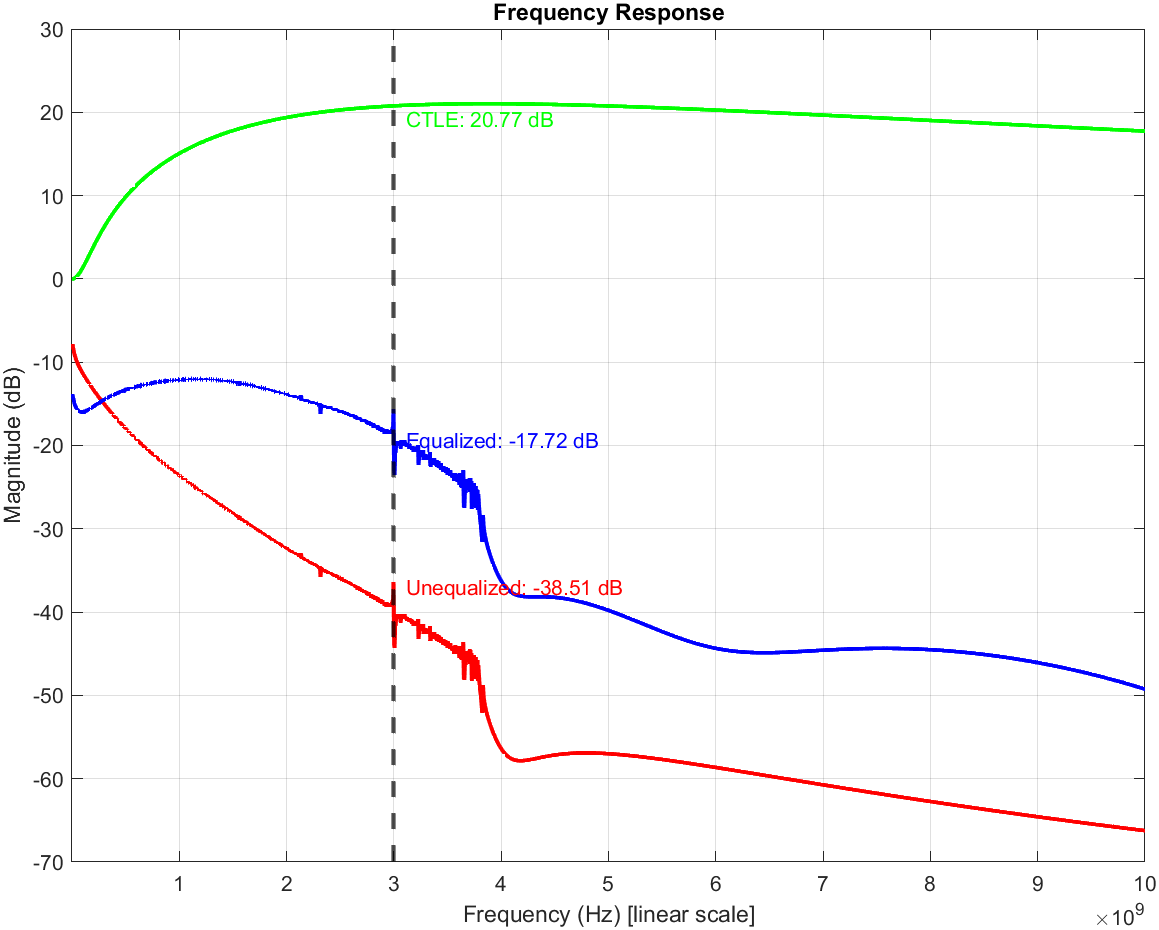 Frequency Response
30
20
10
0
-10
-20
-30
-40
-50
-60
-70
Magnitude (dB)
CTLE: 20.77 dB
Equalized: -17.72 dB
Unequalized: -38.51 dB
1 2 3 4 5 6 7 8 9 10
Frequency (Hz) [linear scale]
×10⁹